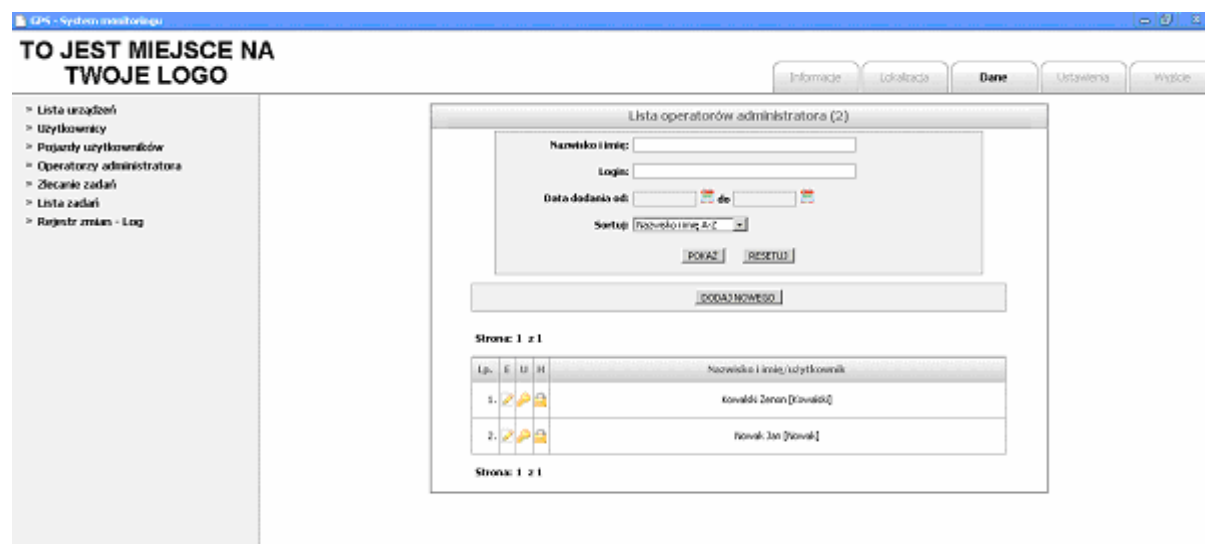 GPS - System monitoringu
TO JEST MIEJSCE NA
TWOJE LOGO
Informacje
Lokalizacja
Dane
Ustawienia
Wyjście
» Lista urządzeń
» Użytkownicy
» Pojazdy użytkowników
» Operatorzy administratora
» Zlecanie zadań
» Lista zadań
» Rejestr zmian - Log
Lista operatorów administratora (2)
Nazwisko i imię:
Login:
Data dodania od: do
Sortuj: Nazwisko i imię A-Z
POKAŻ RESETUJ
DODAJ NOWEGO
Strona: 1 z 1
Lp. E U H Nazwisko i imię/użytkownik
1. Kowalski Zenon [Kowalski]
2. Nowak Jan [Nowak]
Strona: 1 z 1